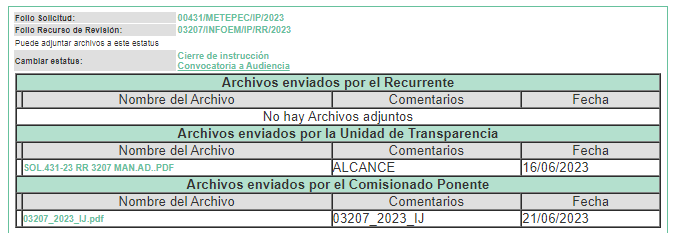 Folio Solicitud: 00431/METEPEC/IP/2023
Folio Recurso de Revisión: 03207/INFOEM/IP/RR/2023
Puede adjuntar archivos a este estatus
Cambiar estatus: Cierre de instrucción
Convocatoria a Audiencia
Archivos enviados por el Recurrente
Nombre del Archivo Comentarios Fecha
No hay Archivos adjuntos
Archivos enviados por la Unidad de Transparencia
Nombre del Archivo Comentarios Fecha
SOL.431-23 RR 3207 MAN.AD..PDF ALCANCE 16/06/2023
Archivos enviados por el Comisionado Ponente
Nombre del Archivo Comentarios Fecha
03207_2023_IJ.pdf 03207_2023_IJ 21/06/2023